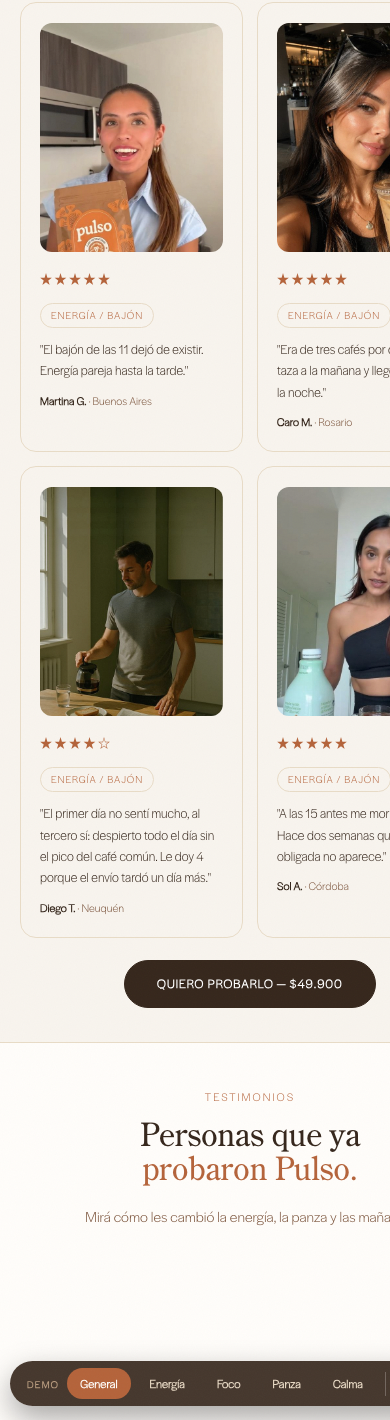 pulso
★★★★★
ENERGÍA / BAJÓN
"El bajón de las 11 dejó de existir.
Energía pareja hasta la tarde."
Martina G. · Buenos Aires
★★★★★
ENERGÍA / BAJÓN
"Era de tres cafés por
taza a la mañana y
la noche."
Caro M. · Rosario
★★★★☆
ENERGÍA / BAJÓN
"El primer día no sentí mucho, al
tercero sí: despierto todo el día sin
el pico del café común. Le doy 4
porque el envío tardó un día más."
Diego T. · Neuquén
★★★★★
ENERGÍA / BAJÓN
"A las 15 antes me
Hace dos semanas
obligada no aparece."
Sol A. · Córdoba
QUIERO PROBARLO — $49.900
TESTIMONIOS
Personas que ya
probaron Pulso.
Mirá cómo les cambió la energía, la panza y las
DEMO General Energía Foco Panza Calma